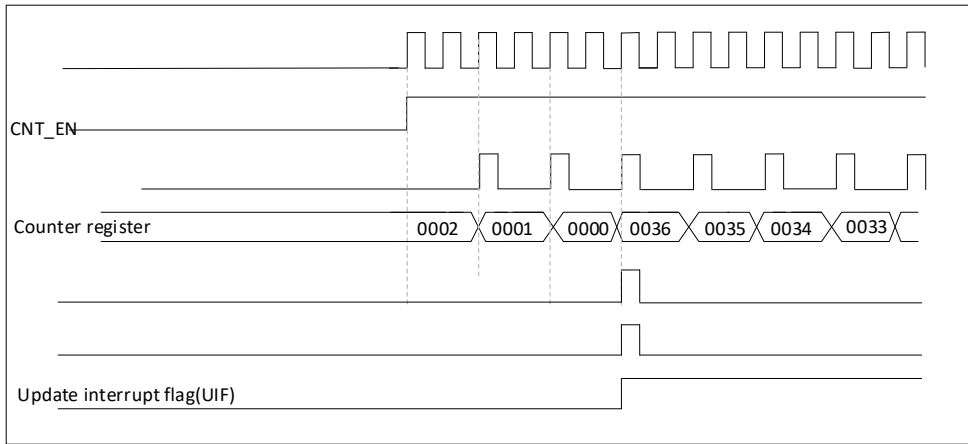 CNT_EN
Counter register 0002 0001 0000 0036 0035 0034 0033
Update interrupt flag(UIF)